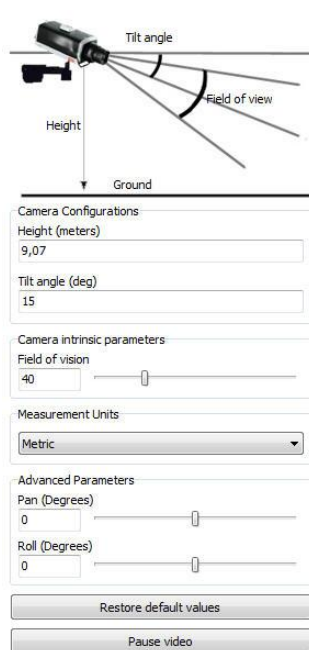 Tilt angle
Field of view
Height
Ground
Camera Configurations
Height (meters)
9,07
Tilt angle (deg)
15
Camera intrinsic parameters
Field of vision
40
Measurement Units
Metric
Advanced Parameters
Pan (Degrees)
0
Roll (Degrees)
0
Restore default values
Pause video